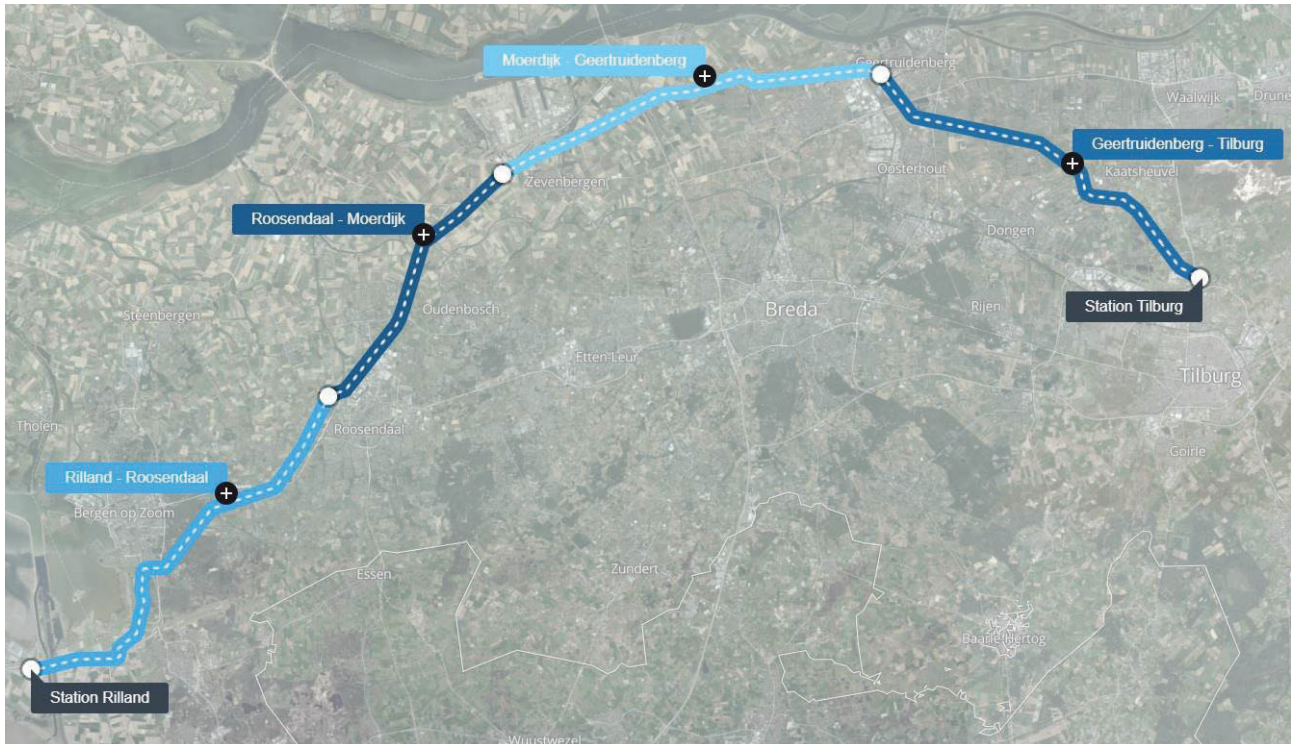 Moerdijk - Geertruidenberg
Geertruidenberg
Waalwijk
Drune
Geertruidenberg - Tilburg
Kaatsheuvel
Oosterhout
Zevenbergen
Roosendaal - Moerdijk
Dongen
Oudenbosch
Steenbergen
Breda
Rijen
Station Tilburg
Etten-Leur
Tilburg
Tholen
Roosendaal
Goirle
Rilland - Roosendaal
Bergen op Zoom
Essen
Zundert
Baarle-Hertog
Station Rilland
Wuustwezel